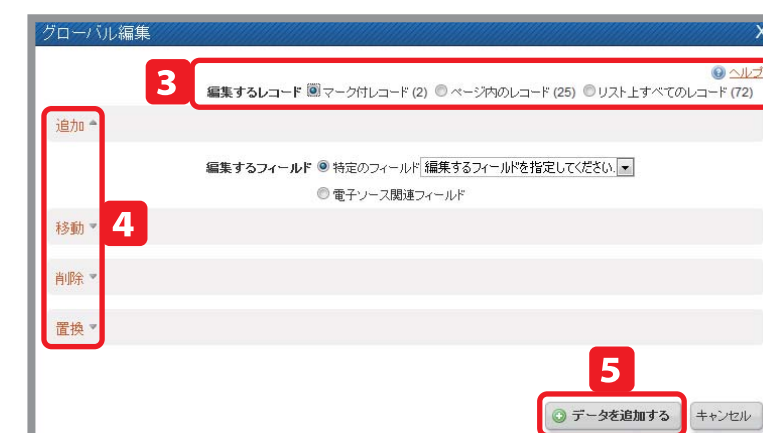 グローバル編集 X
ヘルプ
3
編集するレコード マーク付レコード (2) ページ内のレコード (25) リスト上すべてのレコード (72)
追加
編集するフィールド 特定のフィールド 編集するフィールドを指定してください.
電子ソース関連フィールド
移動
4
削除
置換
5
データを追加する キャンセル